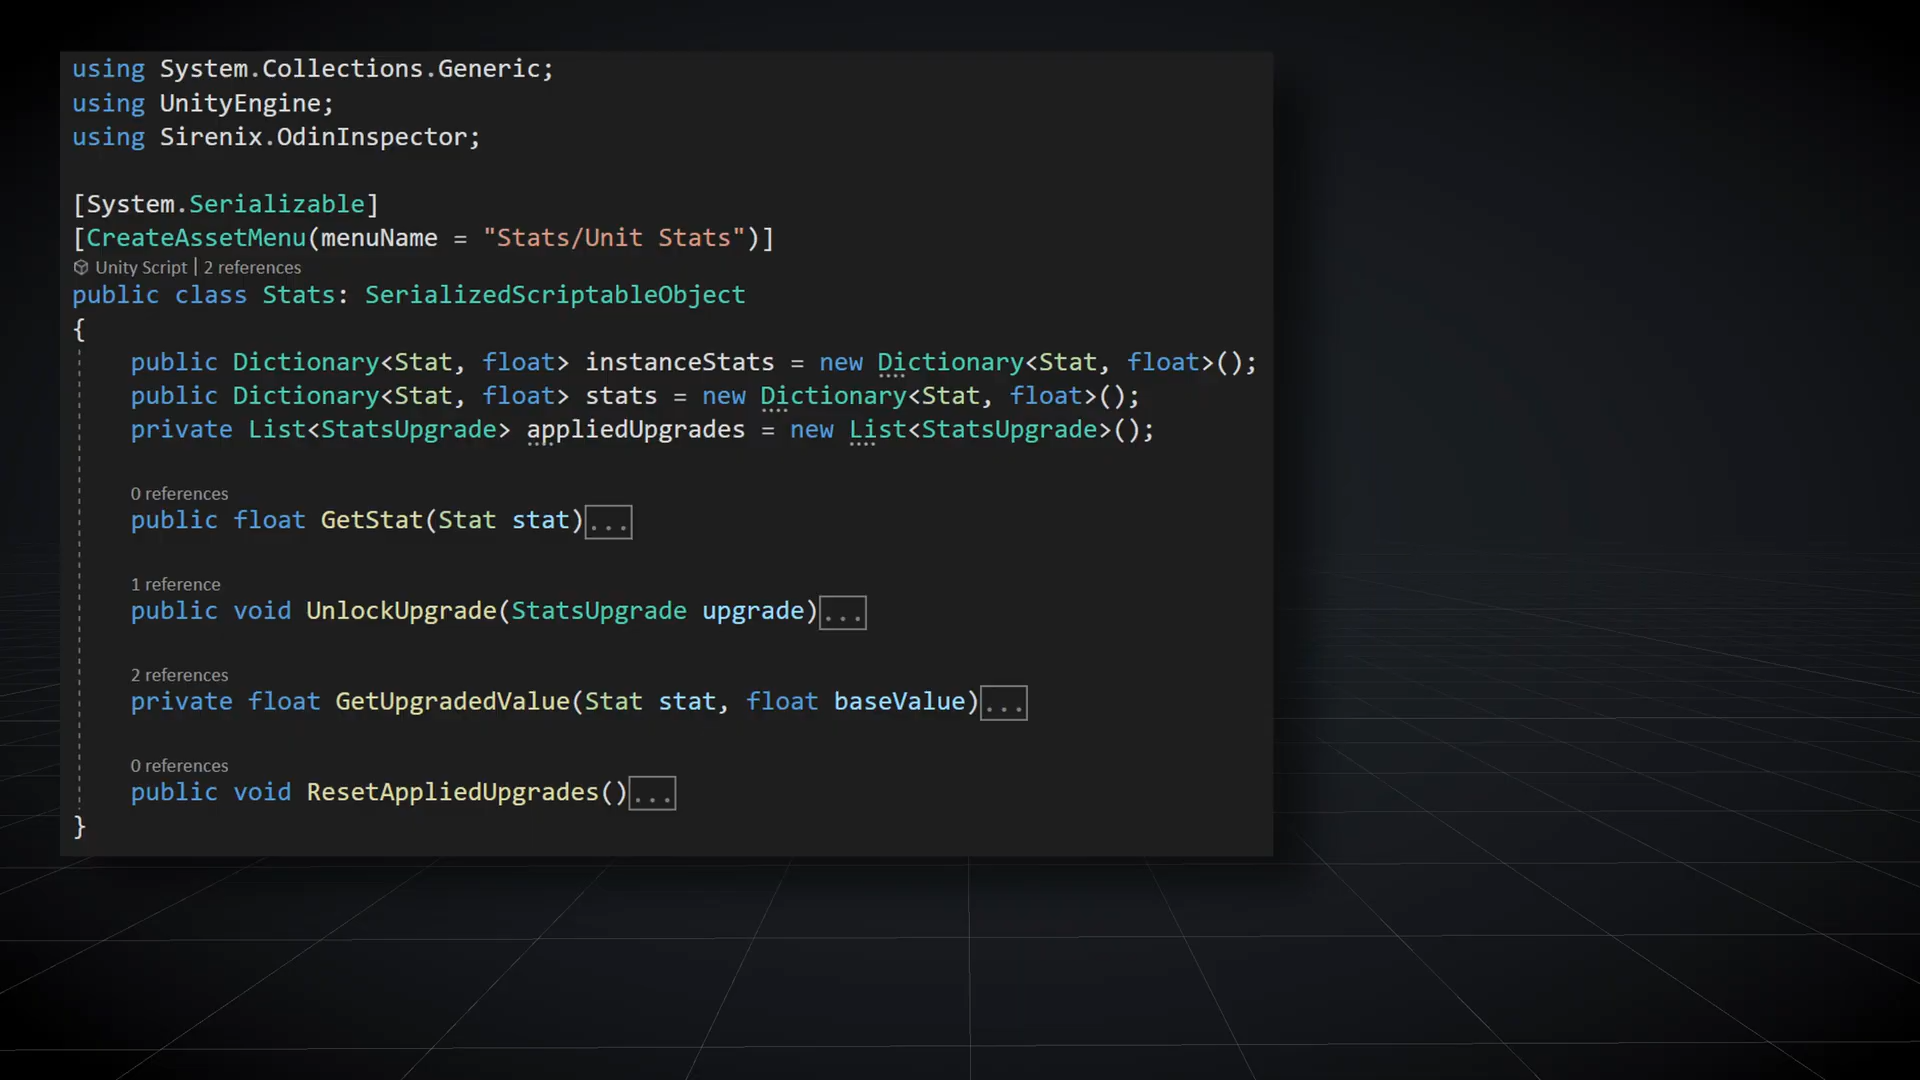 using System.Collections.Generic;
using UnityEngine;
using Sirenix.OdinInspector;
[System.Serializable]
[CreateAssetMenu(menuName = "Stats/Unit Stats")]
Unity Script | 2 references
public class Stats: SerializedScriptableObject
{
public Dictionary<Stat, float> instanceStats = new Dictionary<Stat, float>();
public Dictionary<Stat, float> stats = new Dictionary<Stat, float>();
private List<StatsUpgrade> appliedUpgrades = new List<StatsUpgrade>();
0 references
public float GetStat(Stat stat)...
1 reference
public void UnlockUpgrade(StatsUpgrade upgrade)...
2 references
private float GetUpgradedValue(Stat stat, float baseValue)...
0 references
public void ResetAppliedUpgrades()...
}